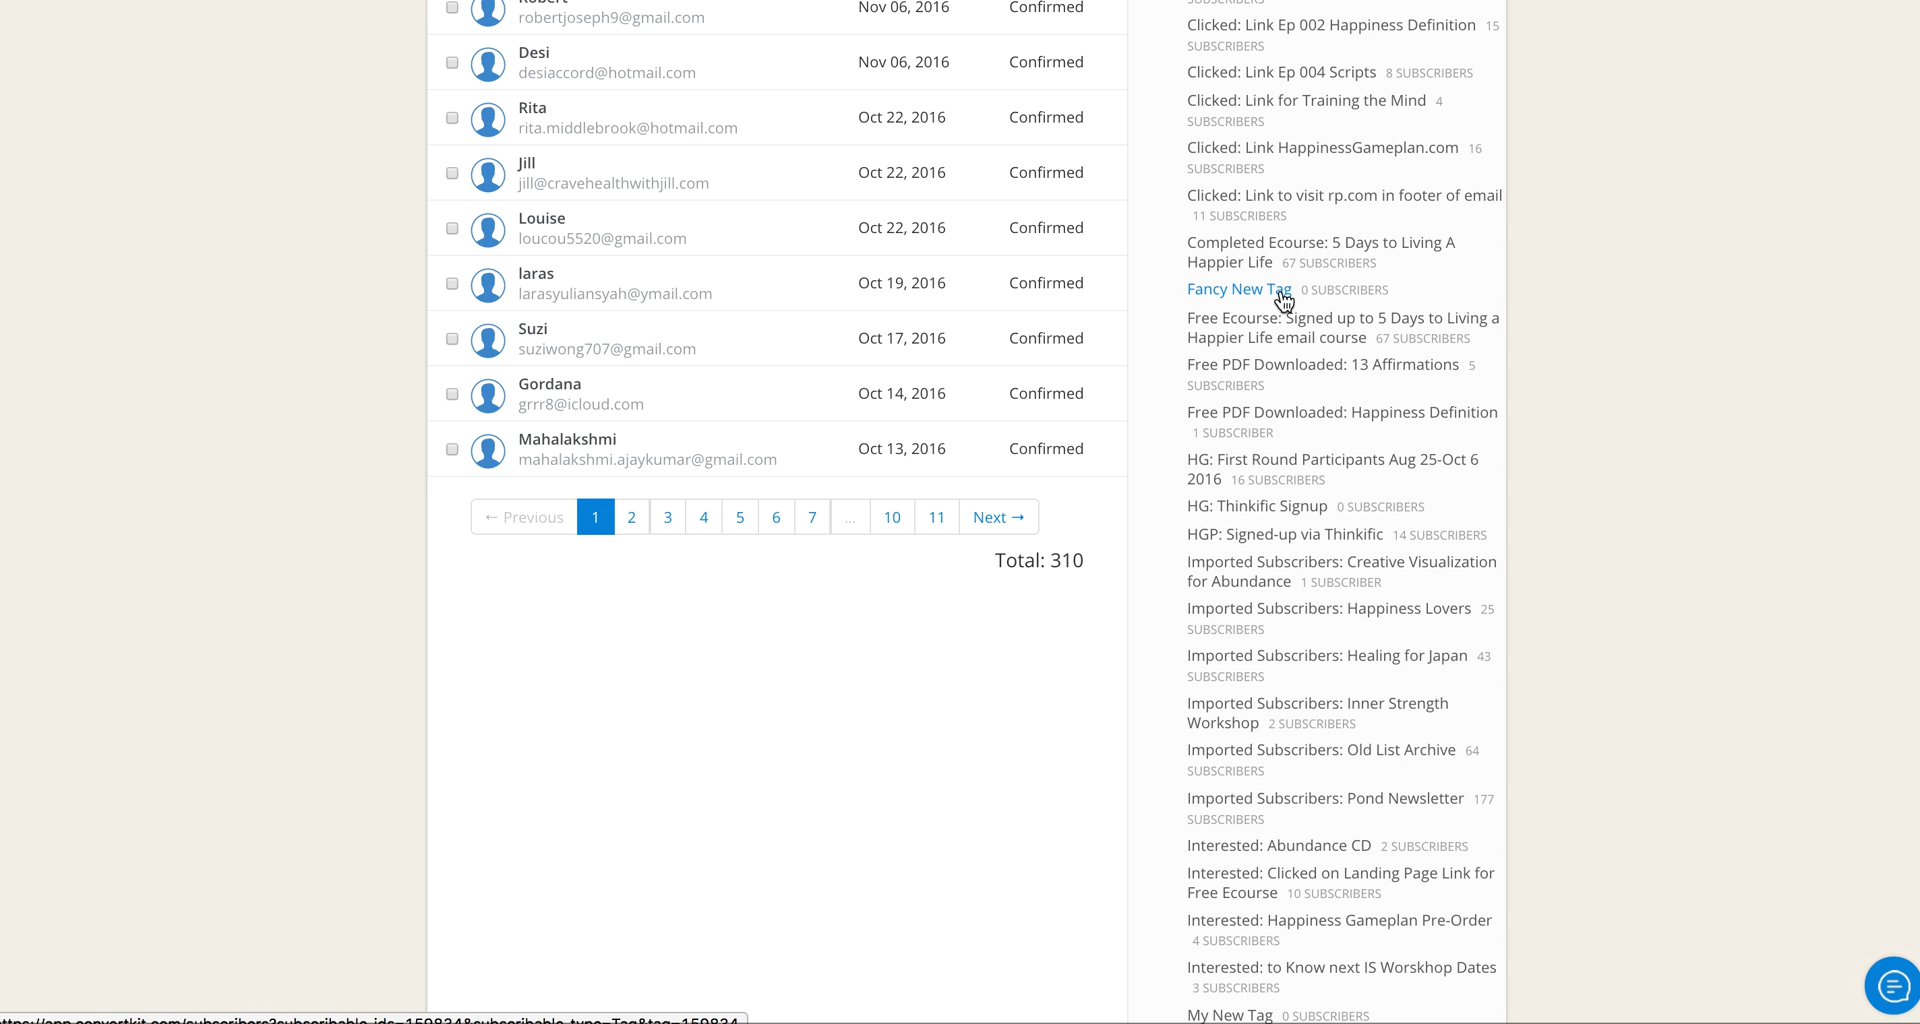 Robert
robertjoseph9@gmail.com
Nov 06, 2016
Confirmed
Desi
desiaccord@hotmail.com
Nov 06, 2016
Confirmed
Rita
rita.middlebrook@hotmail.com
Oct 22, 2016
Confirmed
Jill
jill@cravehealthwithjill.com
Oct 22, 2016
Confirmed
Louise
loucou5520@gmail.com
Oct 22, 2016
Confirmed
laras
larasyuliansyah@ymail.com
Oct 19, 2016
Confirmed
Suzi
suziwong707@gmail.com
Oct 17, 2016
Confirmed
Gordana
grrr8@icloud.com
Oct 14, 2016
Confirmed
Mahalakshmi
mahalakshmi.ajaykumar@gmail.com
Oct 13, 2016
Confirmed
← Previous 1 2 3 4 5 6 7 ... 10 11 Next →
Total: 310
SUBSCRIBERS
Clicked: Link Ep 002 Happiness Definition 15
SUBSCRIBERS
Clicked: Link Ep 004 Scripts 8 SUBSCRIBERS
Clicked: Link for Training the Mind 4
SUBSCRIBERS
Clicked: Link HappinessGameplan.com 16
SUBSCRIBERS
Clicked: Link to visit rp.com in footer of email
11 SUBSCRIBERS
Completed Ecourse: 5 Days to Living A
Happier Life 67 SUBSCRIBERS
Fancy New Tag 0 SUBSCRIBERS
Free Ecourse: Signed up to 5 Days to Living a
Happier Life email course 67 SUBSCRIBERS
Free PDF Downloaded: 13 Affirmations 5
SUBSCRIBERS
Free PDF Downloaded: Happiness Definition
1 SUBSCRIBER
HG: First Round Participants Aug 25-Oct 6
2016 16 SUBSCRIBERS
HG: Thinkific Signup 0 SUBSCRIBERS
HGP: Signed-up via Thinkific 14 SUBSCRIBERS
Imported Subscribers: Creative Visualization
for Abundance 1 SUBSCRIBER
Imported Subscribers: Happiness Lovers 25
SUBSCRIBERS
Imported Subscribers: Healing for Japan 43
SUBSCRIBERS
Imported Subscribers: Inner Strength
Workshop 2 SUBSCRIBERS
Imported Subscribers: Old List Archive 64
SUBSCRIBERS
Imported Subscribers: Pond Newsletter 177
SUBSCRIBERS
Interested: Abundance CD 2 SUBSCRIBERS
Interested: Clicked on Landing Page Link for
Free Ecourse 10 SUBSCRIBERS
Interested: Happiness Gameplan Pre-Order
4 SUBSCRIBERS
Interested: to Know next IS Worskhop Dates
3 SUBSCRIBERS
My New Tag 0 SUBSCRIBERS
ttps://app.convertkit.com/subscribers?subscribable_ids=159834&subscribable_type=Tag&tag=159834